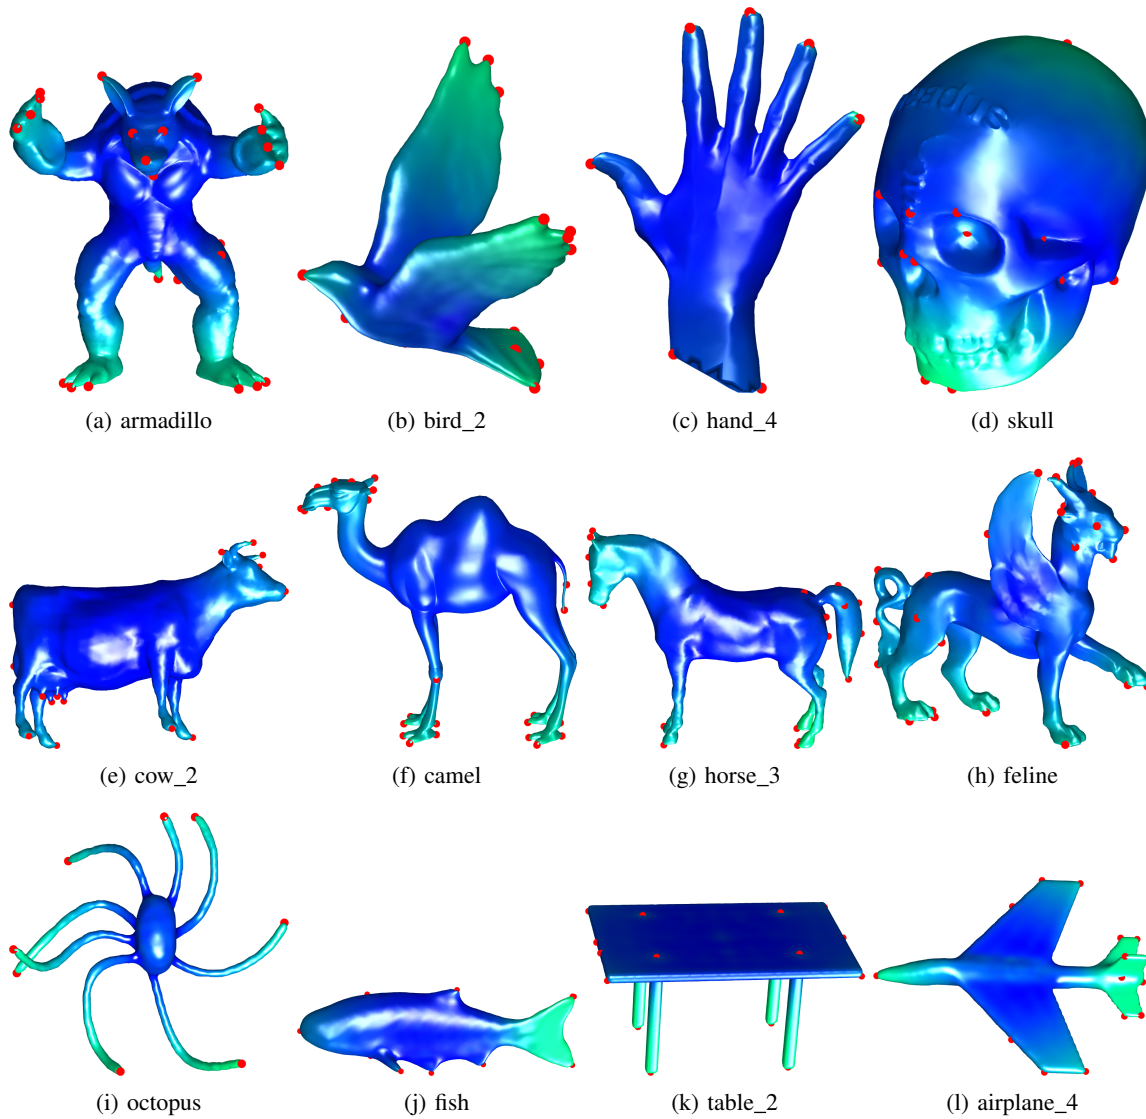 (a) armadillo
(b) bird_2
(c) hand_4
(d) skull
(e) cow_2
(f) camel
(g) horse_3
(h) feline
(i) octopus
(j) fish
(k) table_2
(l) airplane_4